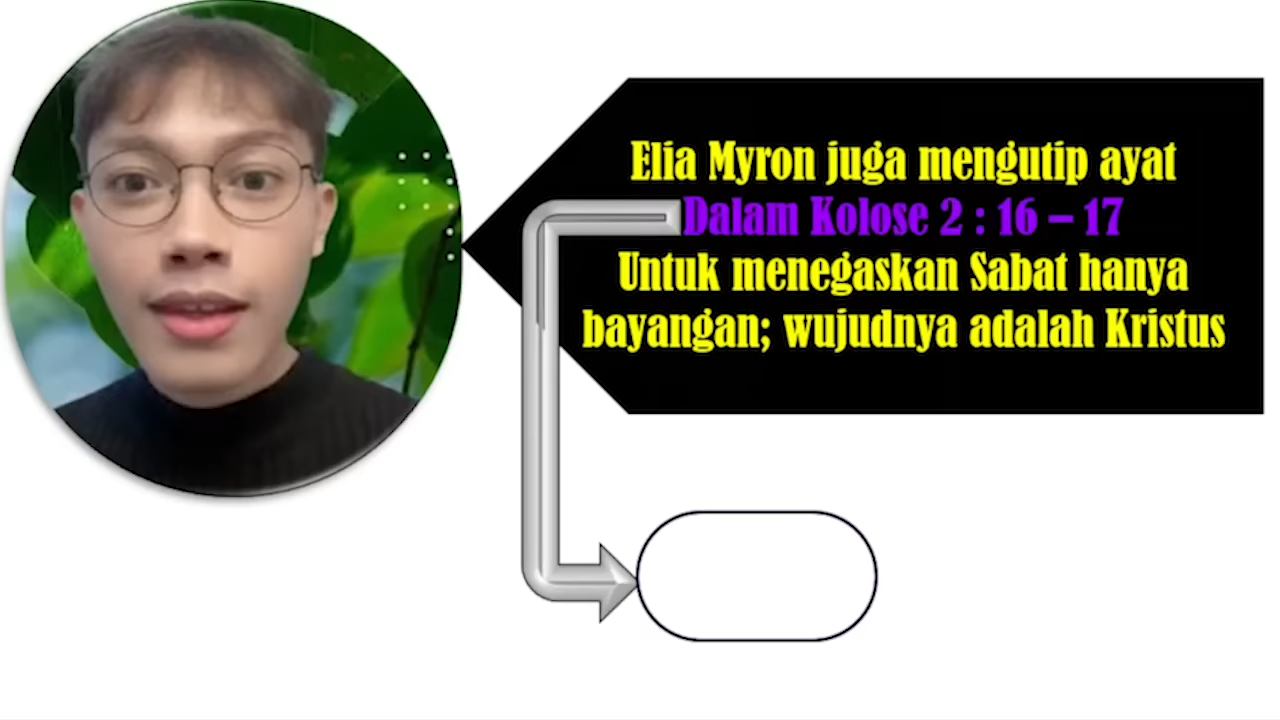 Elia Myron juga mengutip ayat
Dalam Kolose 2 : 16 – 17
Untuk menegaskan Sabat hanya
bayangan; wujudnya adalah Kristus